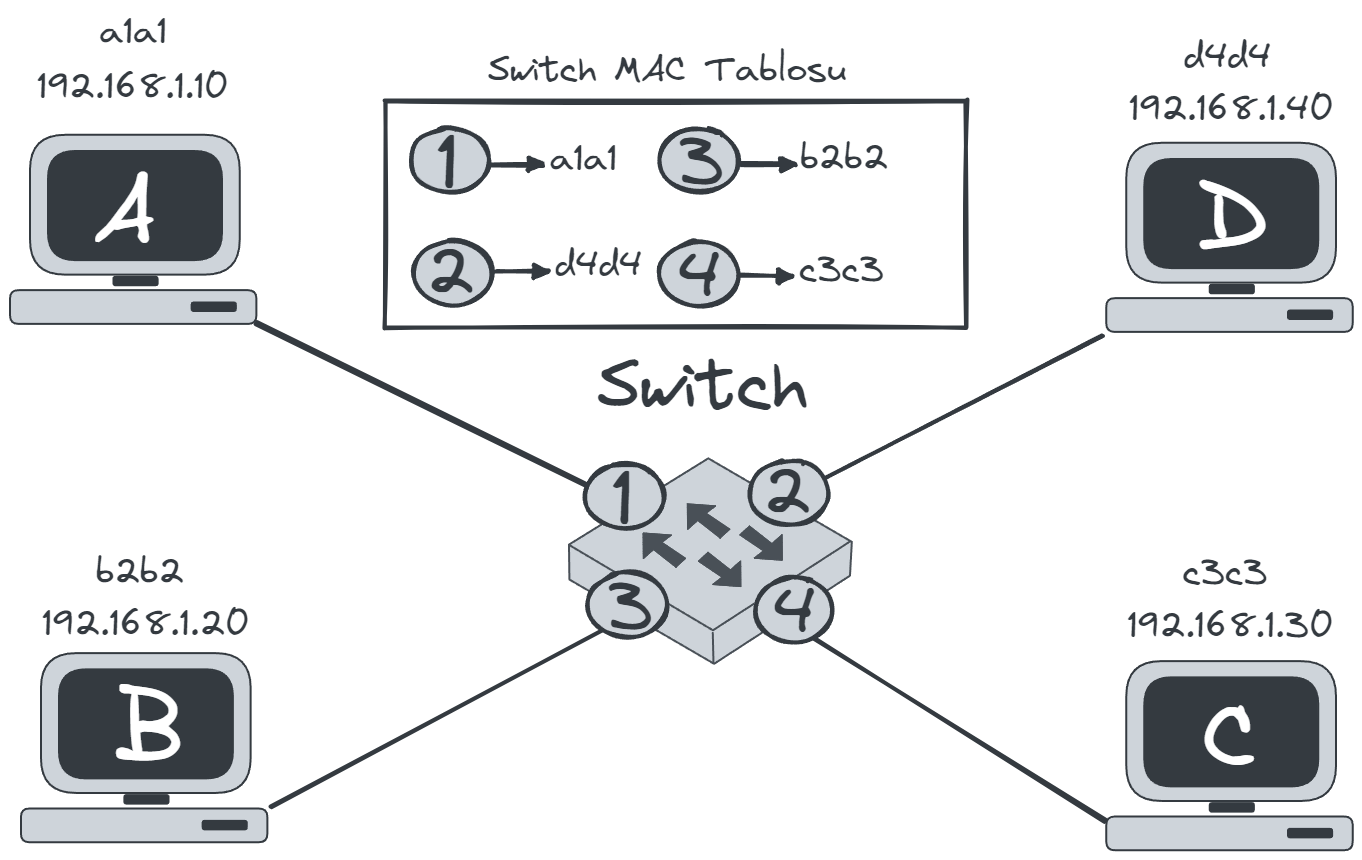 a1a1
192.168.1.10
A
Switch MAC Tablosu
1 a1a1
3 b2b2
2 d4d4
4 c3c3
d4d4
192.168.1.40
D
Switch
1
2
3
4
b2b2
192.168.1.20
B
c3c3
192.168.1.30
C